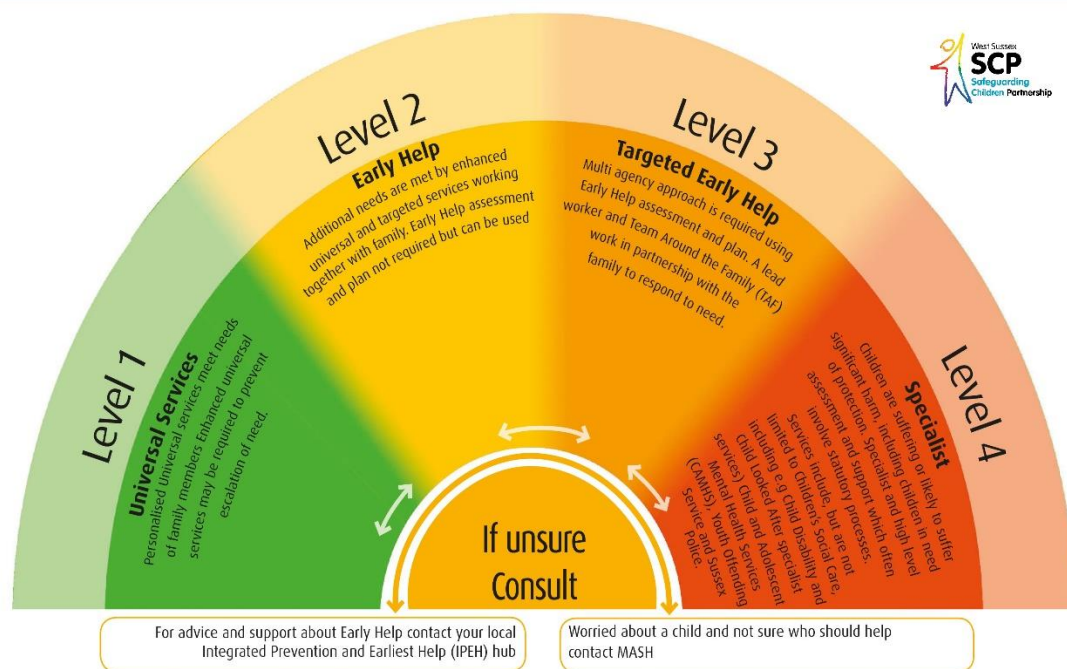 West Sussex
SCP
Safeguarding
Children Partnership
Level 1
Universal Services
Personalised Universal services meet needs
of family members Enhanced universal
services may be required to prevent
escalation of need.
Level 2
Early Help
Additional needs are met by enhanced
universal and targeted services working
together with family. Early Help assessment
and plan not required but can be used
Level 3
Targeted Early Help
Multi agency approach is required using
Early Help assessment and plan. A lead
worker and Team Around the Family (TAF)
work in partnership with the
family to respond to need.
Level 4
Specialist
Children are suffering or likely to suffer
significant harm, including children in need
of protection. Specialist and high level
assessment and support which often
involve statutory processes.
Services include, but are not
limited to Children's Social Care,
including e.g Child Disability and
Child Looked After specialist
services) Child and Adolescent
Mental Health Services
(CAMHS), Youth Offending
Service and Sussex
Police.
If unsure
Consult
For advice and support about Early Help contact your local
Integrated Prevention and Earliest Help (IPEH) hub
Worried about a child and not sure who should help
contact MASH